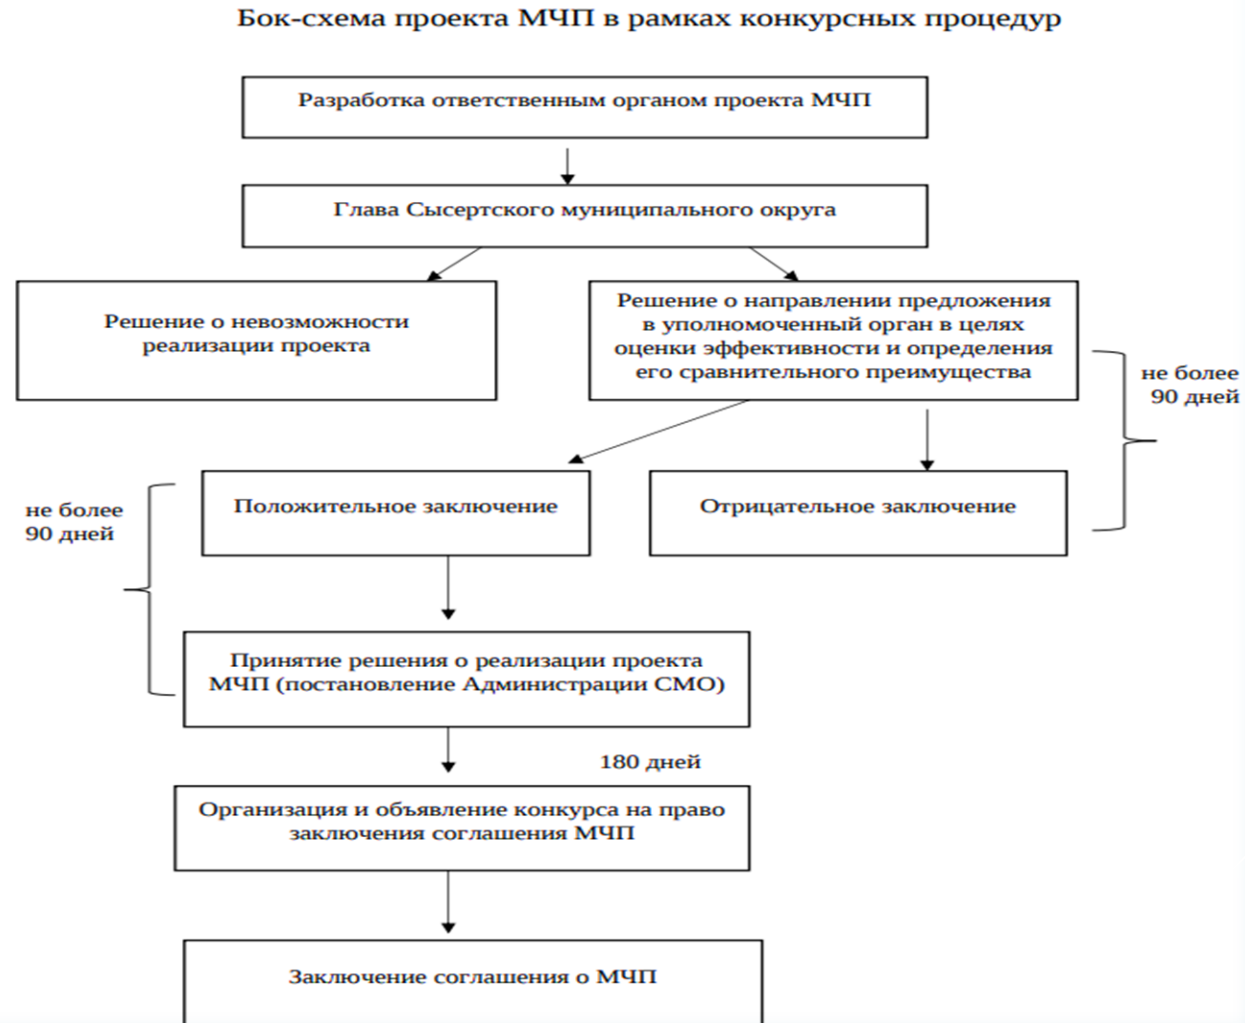 Бок-схема проекта МЧП в рамках конкурсных процедур
Разработка ответственным органом проекта МЧП
Глава Сысертского муниципального округа
Решение о невозможности
реализации проекта
Решение о направлении предложения
в уполномоченный орган в целях
оценки эффективности и определения
его сравнительного преимущества
не более
90 дней
Положительное заключение
Отрицательное заключение
не более
90 дней
Принятие решения о реализации проекта
МЧП (постановление Администрации СМО)
180 дней
Организация и объявление конкурса на право
заключения соглашения МЧП
Заключение соглашения о МЧП